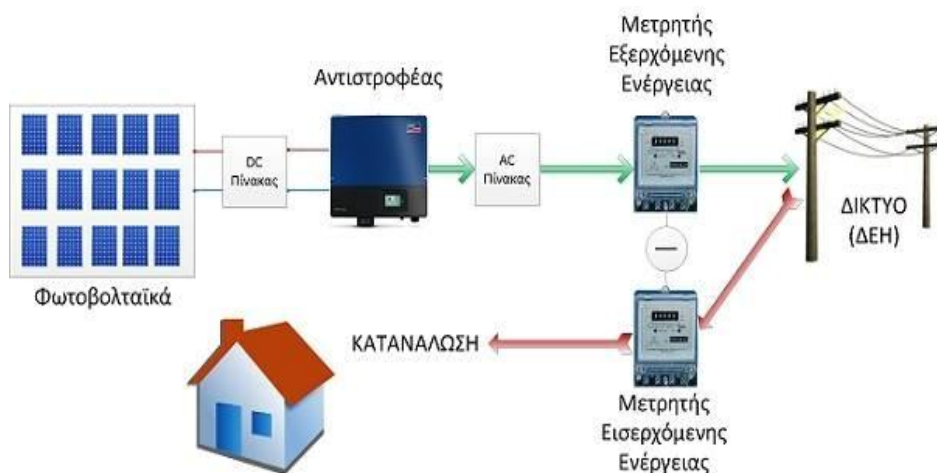 Μετρητής
Εξερχόμενης
Ενέργειας
Αντιστροφέας
DC
Πίνακας
AC
Πίνακας
ΔΙΚΤΥΟ
(ΔΕΗ)
Φωτοβολταϊκά
ΚΑΤΑΝΑΛΩΣΗ
Μετρητής
Εισερχόμενης
Ενέργειας